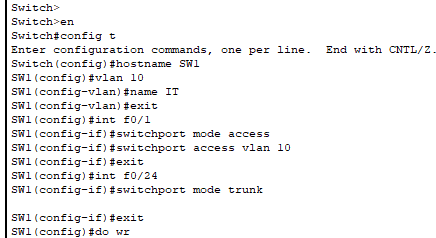 Switch>
Switch>en
Switch#config t
Enter configuration commands, one per line.  End with CNTL/Z.
Switch(config)#hostname SW1
SW1(config)#vlan 10
SW1(config-vlan)#name IT
SW1(config-vlan)#exit
SW1(config)#int f0/1
SW1(config-if)#switchport mode access
SW1(config-if)#switchport access vlan 10
SW1(config-if)#exit
SW1(config)#int f0/24
SW1(config-if)#switchport mode trunk
SW1(config-if)#exit
SW1(config)#do wr